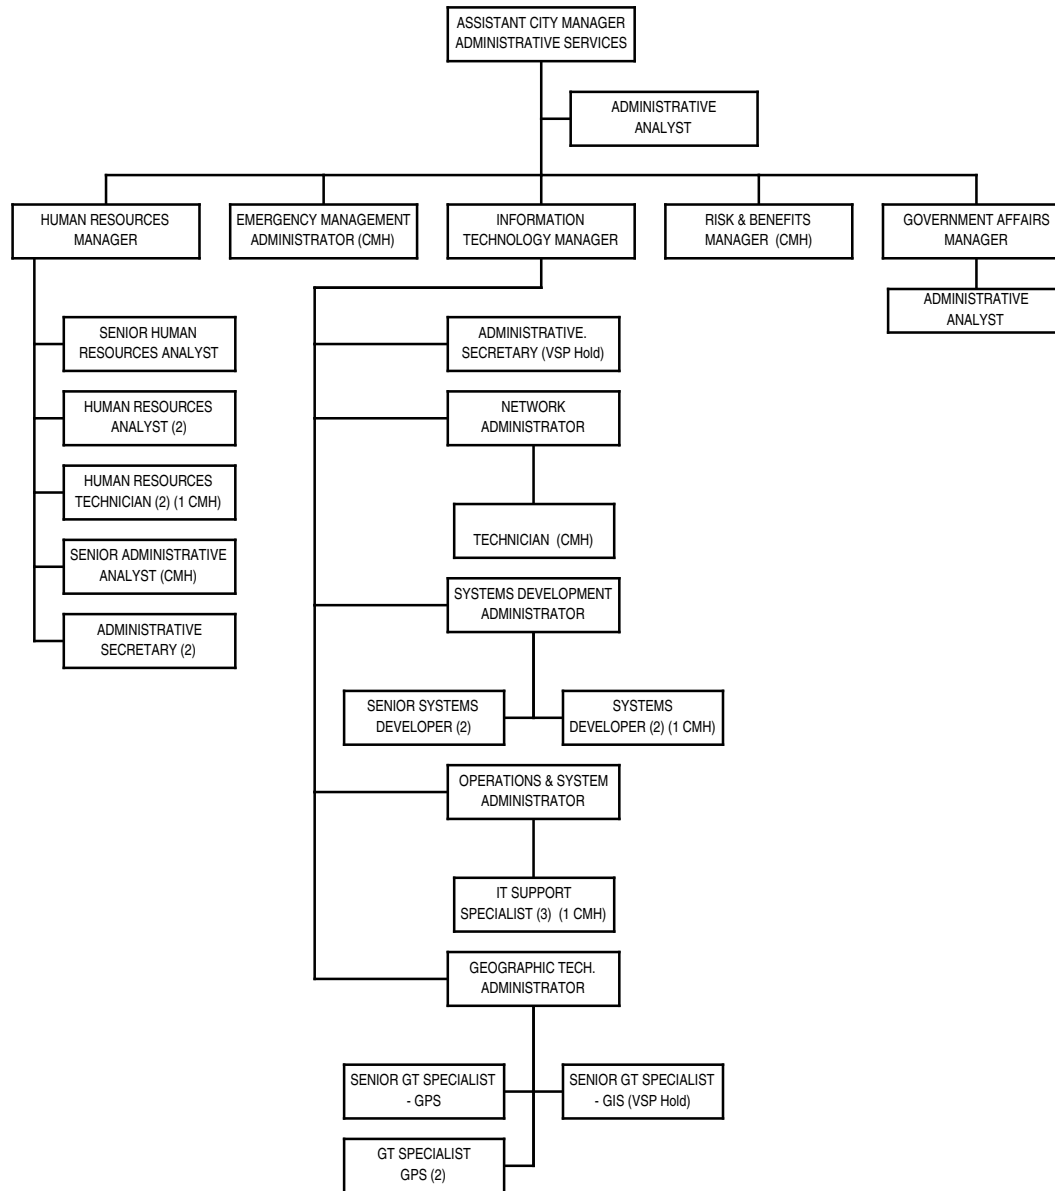 ASSISTANT CITY MANAGER
ADMINISTRATIVE SERVICES
ADMINISTRATIVE
ANALYST
HUMAN RESOURCES
MANAGER
EMERGENCY MANAGEMENT
ADMINISTRATOR (CMH)
INFORMATION
TECHNOLOGY MANAGER
RISK & BENEFITS
MANAGER (CMH)
GOVERNMENT AFFAIRS
MANAGER
ADMINISTRATIVE
ANALYST
SENIOR HUMAN
RESOURCES ANALYST
HUMAN RESOURCES
ANALYST (2)
HUMAN RESOURCES
TECHNICIAN (2) (1 CMH)
SENIOR ADMINISTRATIVE
ANALYST (CMH)
ADMINISTRATIVE
SECRETARY (2)
ADMINISTRATIVE.
SECRETARY (VSP Hold)
NETWORK
ADMINISTRATOR
TECHNICIAN (CMH)
SYSTEMS DEVELOPMENT
ADMINISTRATOR
SENIOR SYSTEMS
DEVELOPER (2)
SYSTEMS
DEVELOPER (2) (1 CMH)
OPERATIONS & SYSTEM
ADMINISTRATOR
IT SUPPORT
SPECIALIST (3) (1 CMH)
GEOGRAPHIC TECH.
ADMINISTRATOR
SENIOR GT SPECIALIST
- GPS
SENIOR GT SPECIALIST
- GIS (VSP Hold)
GT SPECIALIST
GPS (2)